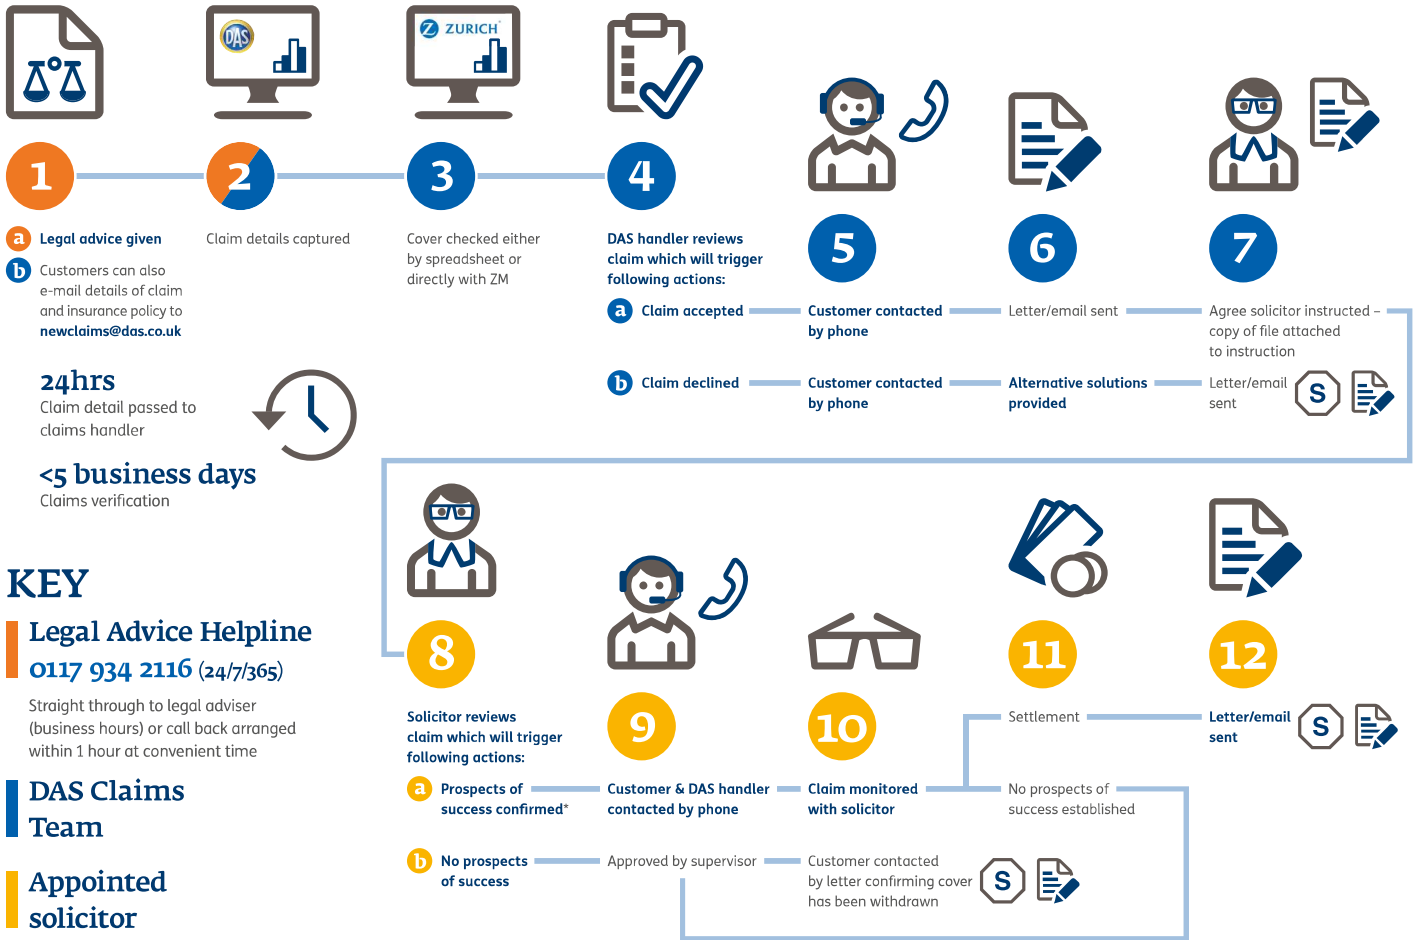 DAS
Z ZURICH
1
2
3
4
5
6
7
a Legal advice given
b Customers can also
e-mail details of claim
and insurance policy to
newclaims@das.co.uk
Claim details captured
Cover checked either
by spreadsheet or
directly with ZM
DAS handler reviews
claim which will trigger
following actions:
a Claim accepted
Customer contacted
by phone
Letter/email sent
Agree solicitor instructed –
copy of file attached
to instruction
b Claim declined
Customer contacted
by phone
Alternative solutions
provided
Letter/email
sent
S
24hrs
Claim detail passed to
claims handler
<5 business days
Claims verification
KEY
Legal Advice Helpline
0117 934 2116 (24/7/365)
Straight through to legal adviser
(business hours) or call back arranged
within 1 hour at convenient time
DAS Claims
Team
Appointed
solicitor
8
9
10
11
12
Solicitor reviews
claim which will trigger
following actions:
a Prospects of
success confirmed*
Customer & DAS handler
contacted by phone
Claim monitored
with solicitor
Settlement
Letter/email
sent
S
No prospects of
success established
b No prospects
of success
Approved by supervisor
Customer contacted
by letter confirming cover
has been withdrawn
S